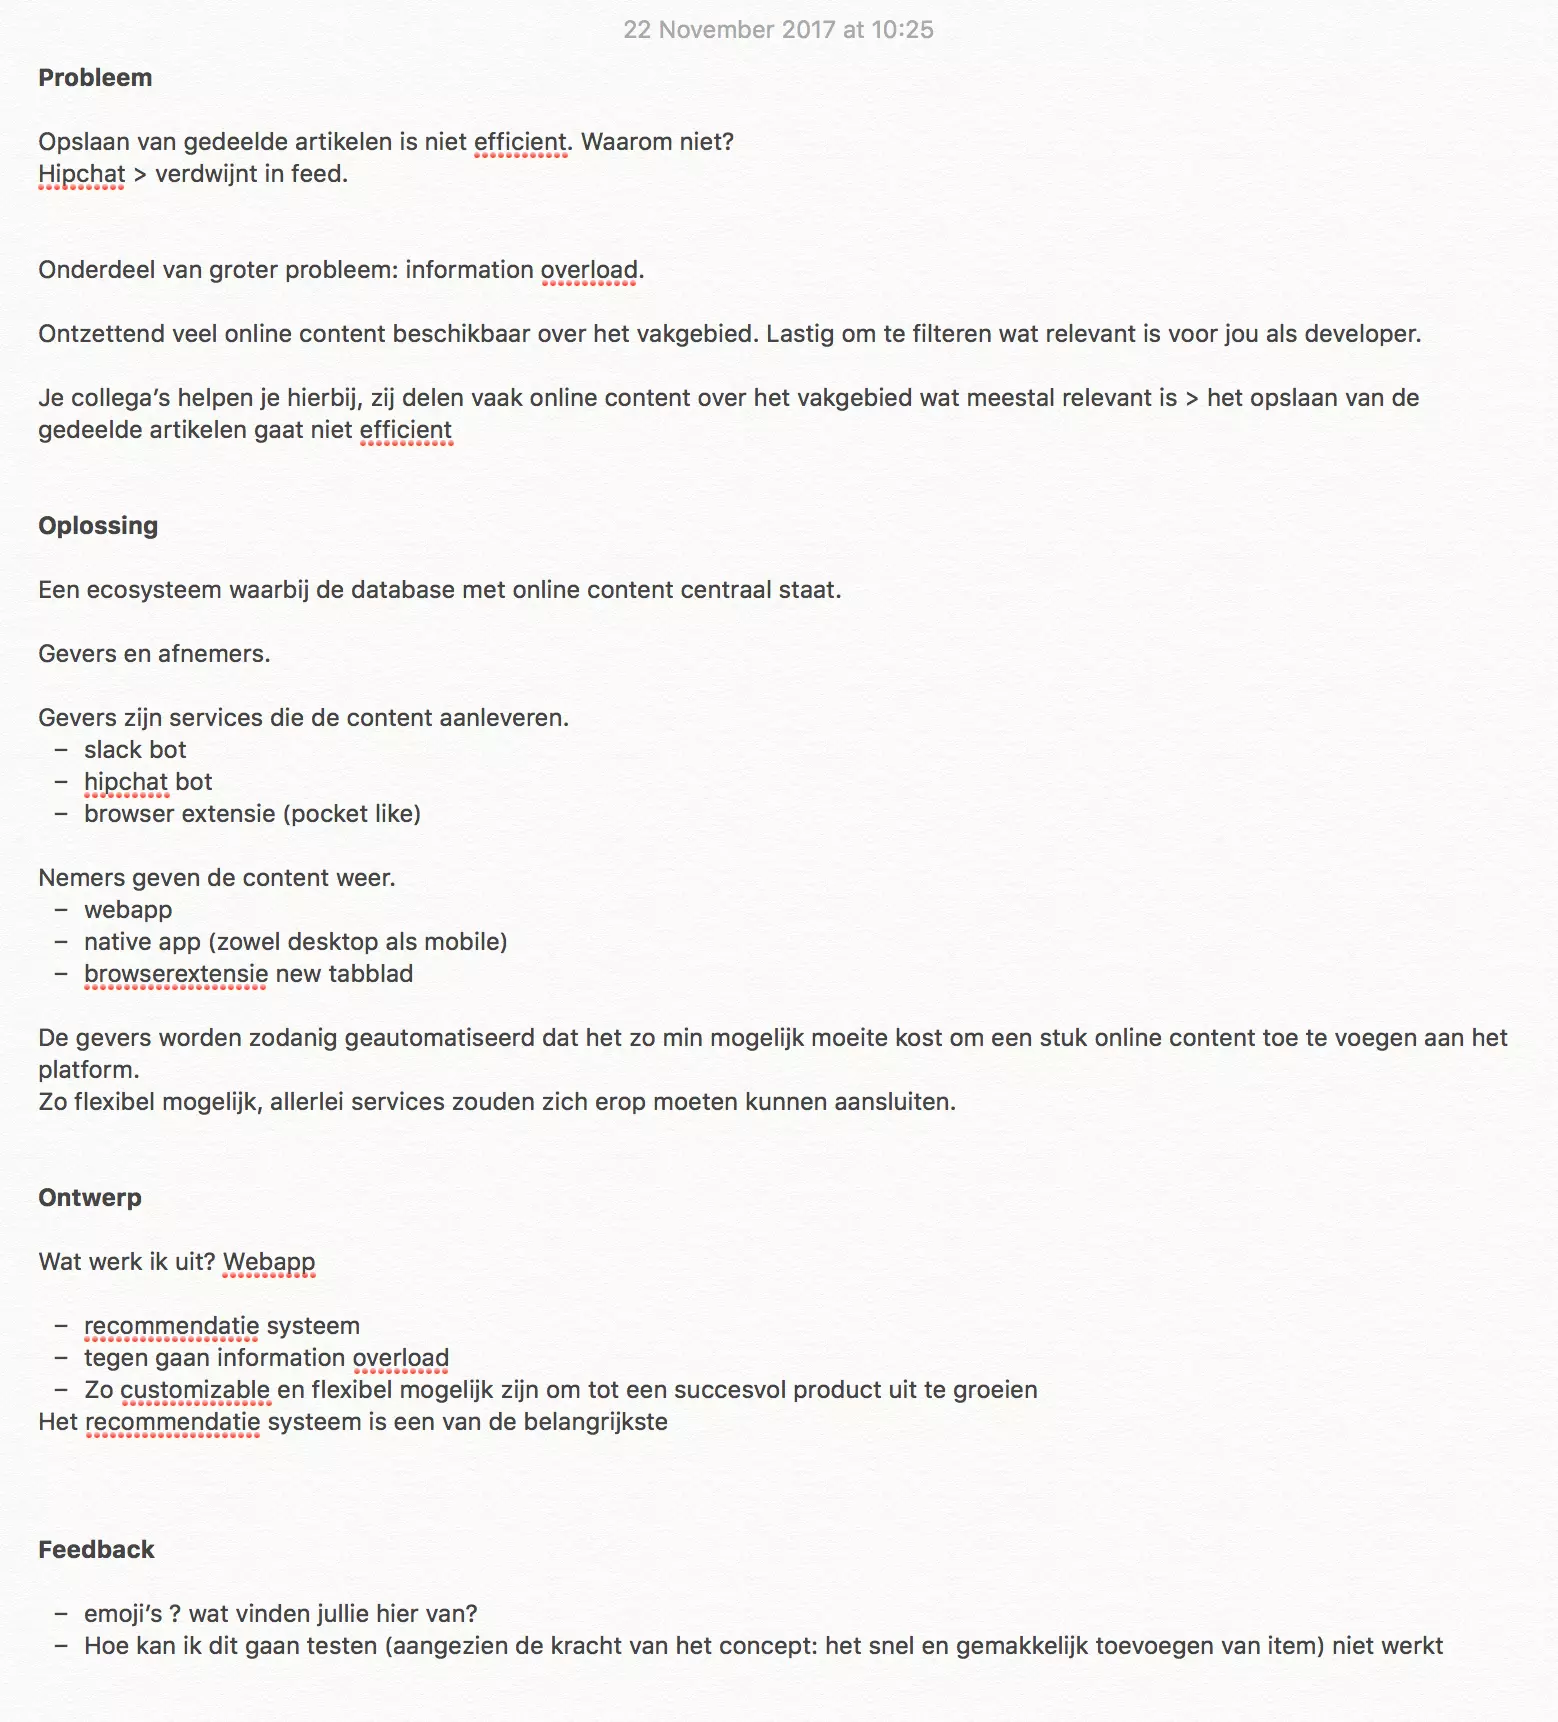 22 November 2017 at 10:25
Probleem
Opslaan van gedeelde artikelen is niet efficient. Waarom niet?
Hipchat > verdwijnt in feed.
Onderdeel van groter probleem: information overload.
Ontzettend veel online content beschikbaar over het vakgebied. Lastig om te filteren wat relevant is voor jou als developer.
Je collega’s helpen je hierbij, zij delen vaak online content over het vakgebied wat meestal relevant is > het opslaan van de
gedeelde artikelen gaat niet efficient
Oplossing
Een ecosysteem waarbij de database met online content centraal staat.
Gevers en afnemers.
Gevers zijn services die de content aanleveren.
– slack bot
– hipchat bot
– browser extensie (pocket like)
Nemers geven de content weer.
– webapp
– native app (zowel desktop als mobile)
– browserextensie new tabblad
De gevers worden zodanig geautomatiseerd dat het zo min mogelijk moeite kost om een stuk online content toe te voegen aan het
platform.
Zo flexibel mogelijk, allerlei services zouden zich erop moeten kunnen aansluiten.
Ontwerp
Wat werk ik uit? Webapp
– recommendatie systeem
– tegen gaan information overload
– Zo customizable en flexibel mogelijk zijn om tot een succesvol product uit te groeien
Het recommendatie systeem is een van de belangrijkste
Feedback
– emoji’s ? wat vinden jullie hier van?
– Hoe kan ik dit gaan testen (aangezien de kracht van het concept: het snel en gemakkelijk toevoegen van item) niet werkt